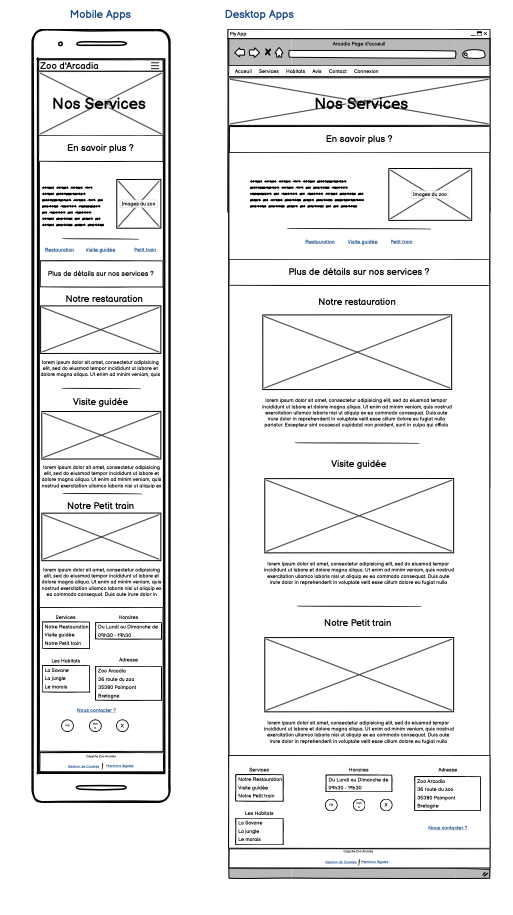 Mobile Apps
Zoo d'Arcadia
Nos Services
En savoir plus ?
Images du zoo
Restauration Visite guidée Petit train
Plus de détails sur nos services ?
Notre restauration
lorem ipsum dolor sit amet, consectetur adipisicing
elit, sed do eiusmod tempor incididunt ut labore et
dolore magna aliqua. Ut enim ad minim veniam, quis
Visite guidée
lorem ipsum dolor sit amet, consectetur adipisicing
elit, sed do eiusmod tempor incididunt ut labore et
dolore magna aliqua. Ut enim ad minim veniam, quis
nostrud exercitation ullamco laboris nisi ut aliquip ex
Notre Petit train
lorem ipsum dolor sit amet, consectetur adipisicing
elit, sed do eiusmod tempor incididunt ut labore et
dolore magna aliqua. Ut enim ad minim veniam, quis
nostrud exercitation ullamco laboris nisi ut aliquip ex
ea commodo consequat. Duis aute irure dolor in
Services
Notre Restauration
Visite guidée
Notre Petit train
Horaires
Du Lundi au Dimanche de
09h30 - 19h30
Les Habitats
La Savane
La jungle
Le marais
Adresse
Zoo Arcadia
36 route du zoo
35380 Paimpont
Bretagne
Nous contacter ?
X
Gestion de Cookies Mentions légales
Desktop Apps
My App
Arcadia Page d'acceuil
Acceuil Services Habitats Avis Contact Connexion
Nos Services
En savoir plus ?
Images du zoo
Restauration Visite guidée Petit train
Plus de détails sur nos services ?
Notre restauration
lorem ipsum dolor sit amet, consectetur adipisicing elit, sed do eiusmod tempor
incididunt ut labore et dolore magna aliqua. Ut enim ad minim veniam, quis nostrud
exercitation ullamco laboris nisi ut aliquip ex ea commodo consequat. Duis aute
irure dolor in reprehenderit in voluptate velit esse cillum dolore eu fugiat nulla
pariatur. Excepteur sint occaecat cupidatat non proident, sunt in culpa qui officia
Visite guidée
lorem ipsum dolor sit amet, consectetur adipisicing elit, sed do eiusmod tempor
incididunt ut labore et dolore magna aliqua. Ut enim ad minim veniam, quis nostrud
exercitation ullamco laboris nisi ut aliquip ex ea commodo consequat. Duis aute
irure dolor in reprehenderit in voluptate velit esse cillum dolore eu fugiat nulla
Notre Petit train
lorem ipsum dolor sit amet, consectetur adipisicing elit, sed do eiusmod tempor
incididunt ut labore et dolore magna aliqua. Ut enim ad minim veniam, quis nostrud
exercitation ullamco laboris nisi ut aliquip ex ea commodo consequat. Duis aute
irure dolor in reprehenderit in voluptate velit esse cillum dolore eu fugiat nulla
Services
Notre Restauration
Visite guidée
Notre Petit train
Horaires
Du Lundi au Dimanche de
09h30 - 19h30
X
Adresse
Zoo Arcadia
36 route du zoo
35380 Paimpont
Bretagne
Les Habitats
La Savane
La jungle
Le marais
Nous contacter ?
Gestion de Cookies Mentions légales